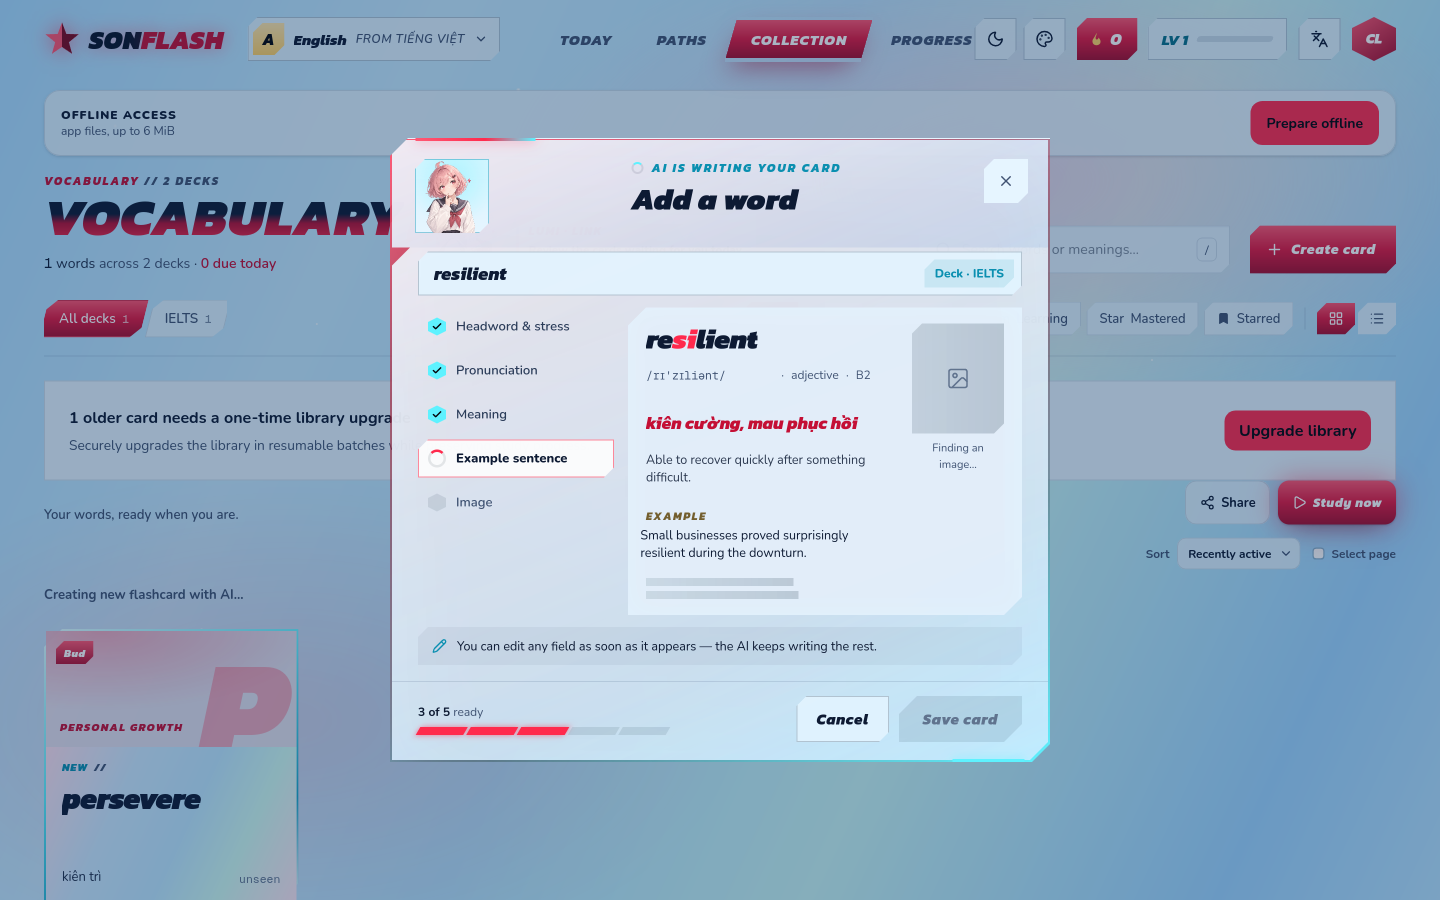 SONFLASH
A English FROM TIẾNG VIỆT
TODAY
PATHS
COLLECTION
PROGRESS
0
LV 1
CL
OFFLINE ACCESS
app files, up to 6 MiB
Prepare offline
VOCABULARY // 2 DECKS
VOCABULARY
1 words across 2 decks · 0 due today
or meanings...
/
Create card
All decks 1
IELTS 1
Star Mastered
Starred
1 older card needs a one-time library upgrade
Securely upgrades the library in resumable batches
Upgrade library
Your words, ready when you are.
Share
Study now
Sort
Recently active
Select page
Creating new flashcard with AI...
Bud
P
PERSONAL GROWTH
NEW //
persevere
kiên trì
unseen
AI IS WRITING YOUR CARD
Add a word
resilient
Deck · IELTS
Headword & stress
Pronunciation
Meaning
Example sentence
Image
resilient
/rɪˈzɪliənt/ · adjective · B2
kiên cường, mau phục hồi
Able to recover quickly after something
difficult.
EXAMPLE
Small businesses proved surprisingly
resilient during the downturn.
Finding an
image...
You can edit any field as soon as it appears — the AI keeps writing the rest.
3 of 5 ready
Cancel
Save card